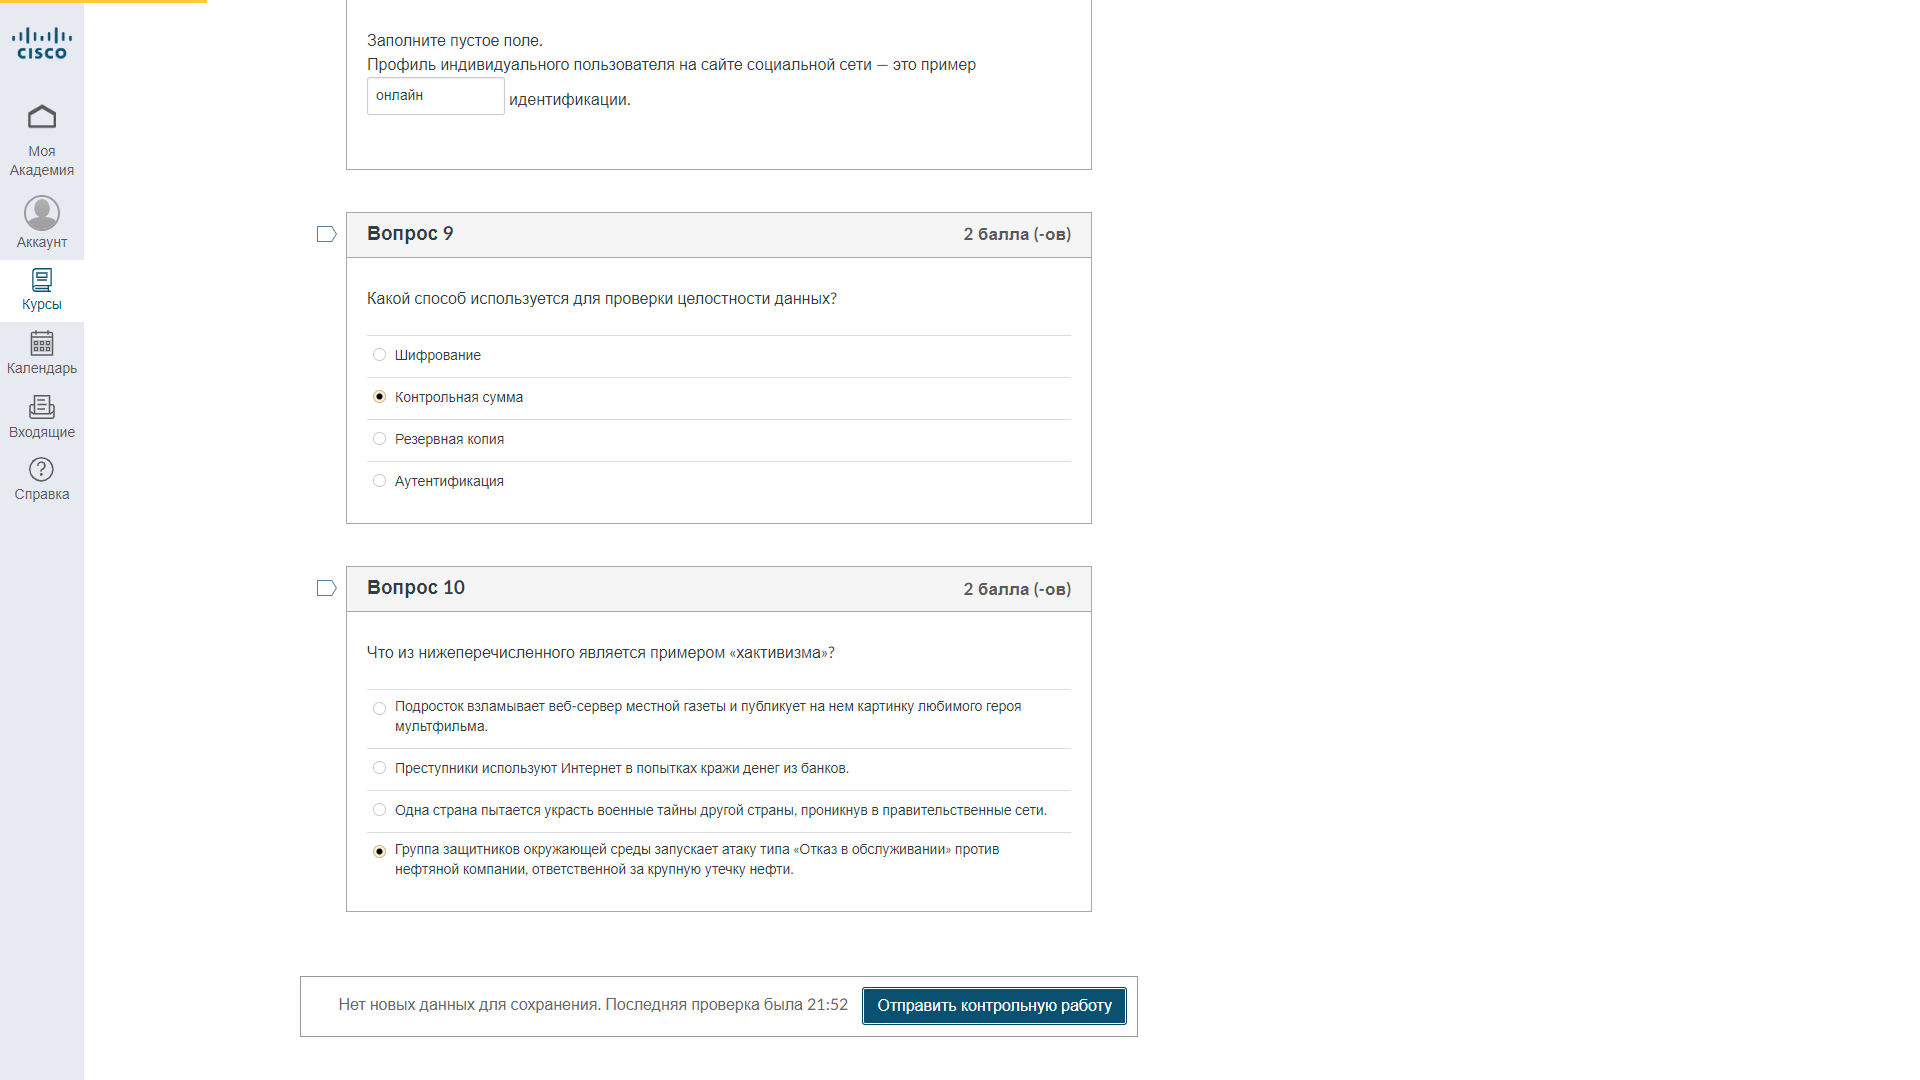 CISCO
Моя
Академия
Аккаунт
Курсы
Календарь
Входящие
Справка
Заполните пустое поле.
Профиль индивидуального пользователя на сайте социальной сети — это пример
онлайн идентификации.
Вопрос 9 2 балла (-ов)
Какой способ используется для проверки целостности данных?
Шифрование
Контрольная сумма
Резервная копия
Аутентификация
Вопрос 10 2 балла (-ов)
Что из нижеперечисленного является примером «хактивизма»?
Подросток взламывает веб-сервер местной газеты и публикует на нем картинку любимого героя
мультфильма.
Преступники используют Интернет в попытках кражи денег из банков.
Одна страна пытается украсть военные тайны другой страны, проникнув в правительственные сети.
Группа защитников окружающей среды запускает атаку типа «Отказ в обслуживании» против
нефтяной компании, ответственной за крупную утечку нефти.
Нет новых данных для сохранения. Последняя проверка была 21:52 Отправить контрольную работу